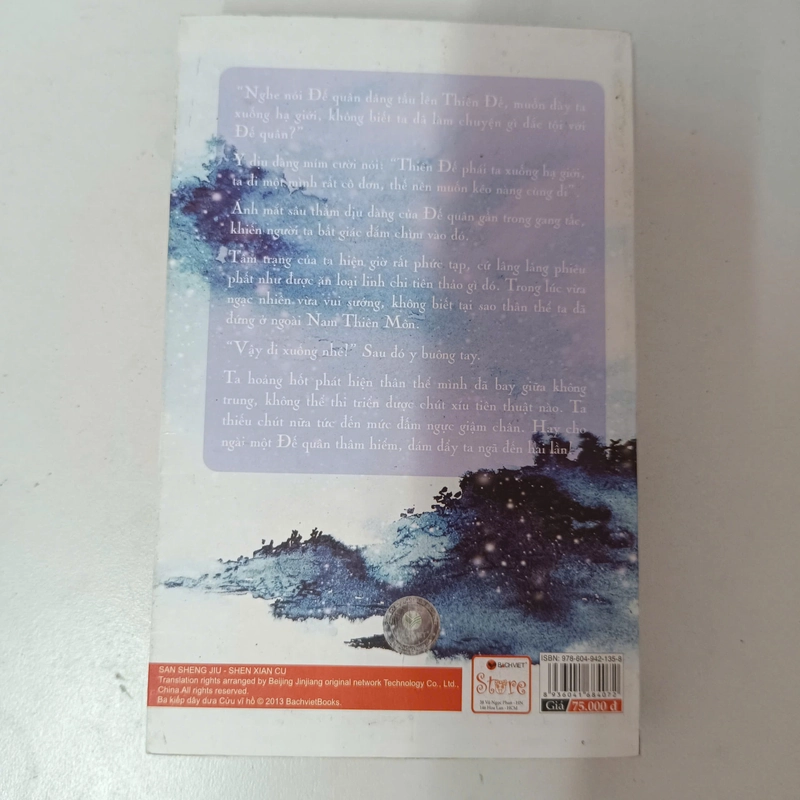 "Nghe nói Đế quân dâng tấu lên Thiên Đế, muốn đày ta
xuống hạ giới, không biết ta đã làm chuyện gì đắc tội với
Đế quân?"
Y dịu dàng mỉm cười nói: "Thiên Đế phái ta xuống hạ giới,
ta đi một mình rất cô đơn, thế nên muốn kéo nàng cùng đi".
Ánh mắt sâu thẳm dịu dàng của Đế quân gần trong gang tấc,
khiến người ta bất giác đắm chìm vào đó.
Tâm trạng của ta hiện giờ rất phức tạp, cứ lâng lâng phiêu
phất như được ăn loại linh chi tiên thảo gì đó. Trong lúc vừa
ngạc nhiên vừa vui sướng, không biết tại sao thân thể ta đã
đứng ở ngoài Nam Thiên Môn.
"Vậy đi xuống nhé!" Sau đó y buông tay.
Ta hoảng hốt phát hiện thân thể mình đã bay giữa không
trung, không thể thi triển được chút xíu tiên thuật nào. Ta
thiếu chút nữa tức đến mức đấm ngực giậm chân. Hay cho
ngài một Đế quân thâm hiểm, dám đẩy ta ngã đến hai lần
SAN SHENG JIU - SHEN XIAN CU
Translation rights arranged by Beijing Jinjiang original network Technology Co., Ltd.,
China All rights reserved.
Ba kiếp dây dưa Cửu vĩ hồ © 2013 BachvietBooks.
BACHVIET
Store
ISBN: 978-604-942-135-8
8 936041 684072
Giá 75.000 đ